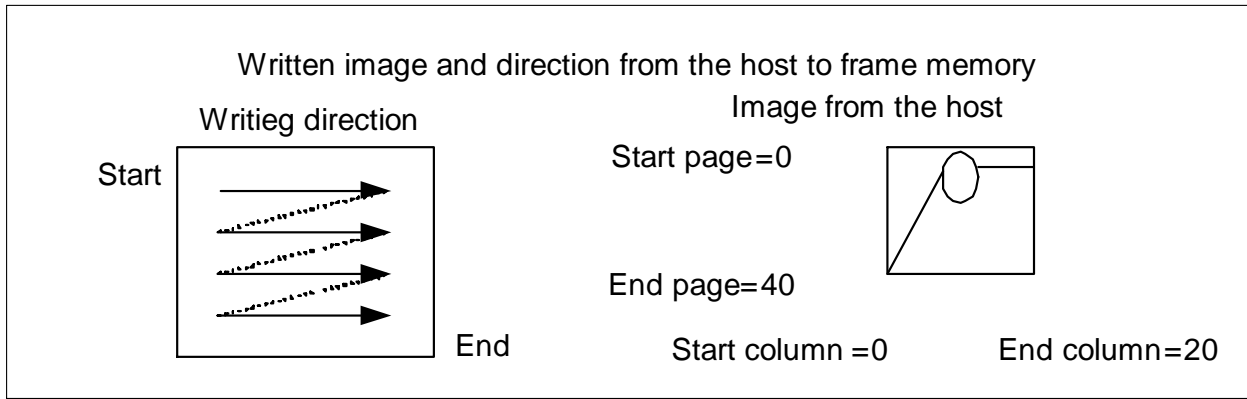 Written image and direction from the host to frame memory
Writieg direction
Image from the host
Start
Start page=0
End page=40
End
Start column =0
End column=20